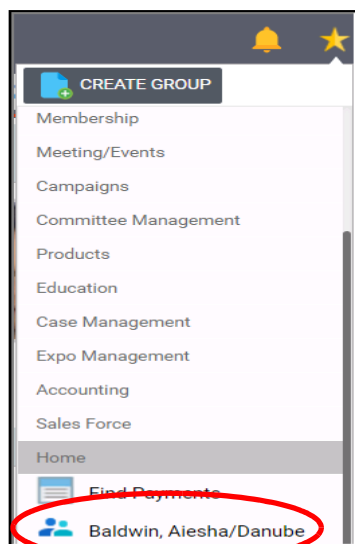 CREATE GROUP
Membership
Meeting/Events
Campaigns
Committee Management
Products
Education
Case Management
Expo Management
Accounting
Sales Force
Home
Find Payments
Baldwin, Aiesha/Danube